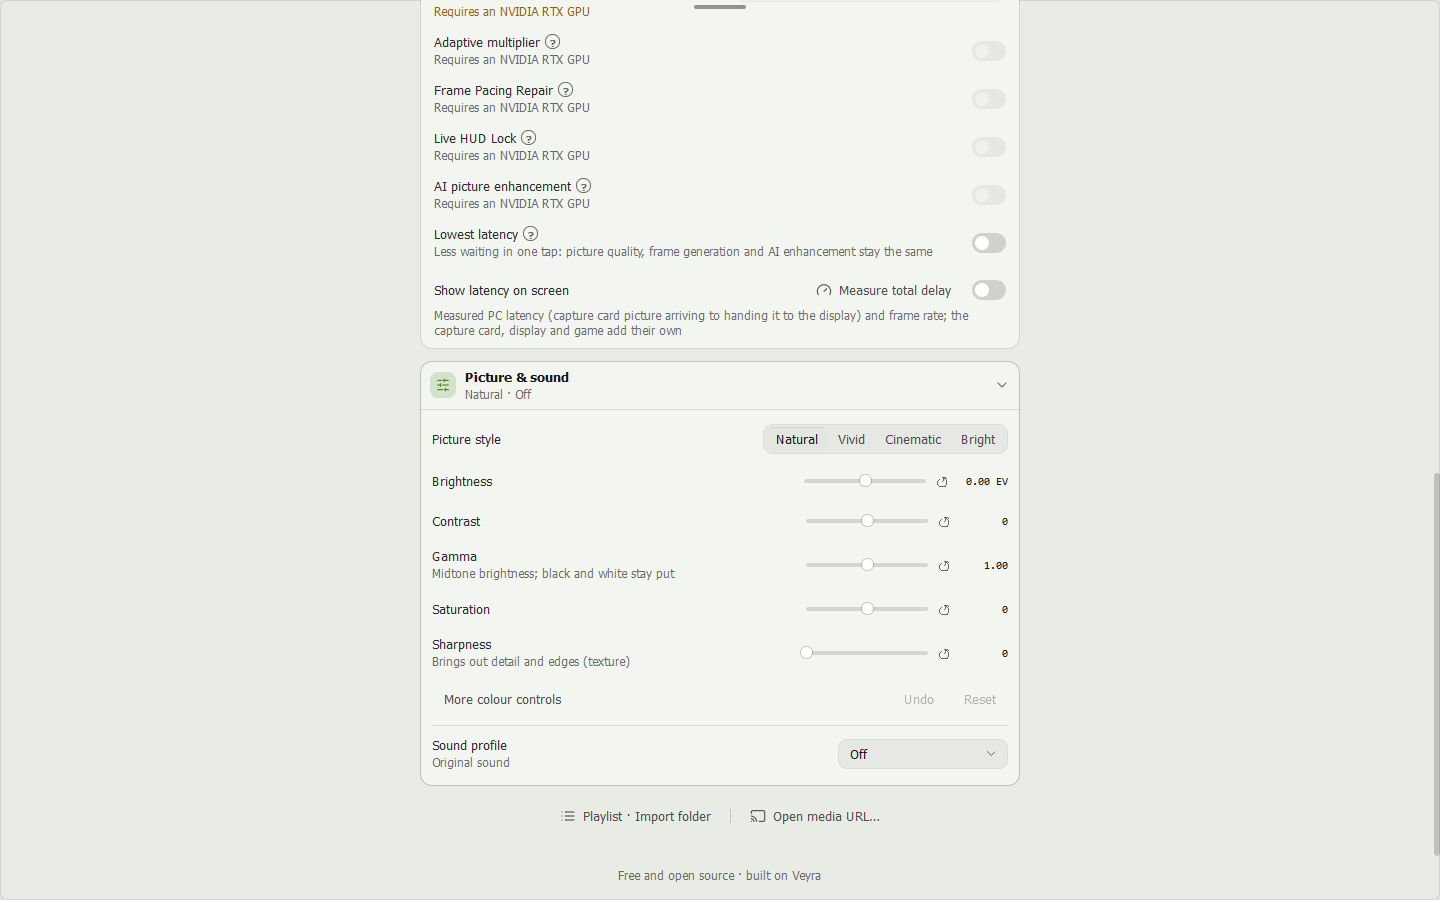 Requires an NVIDIA RTX GPU
Adaptive multiplier ?
Requires an NVIDIA RTX GPU
Frame Pacing Repair ?
Requires an NVIDIA RTX GPU
Live HUD Lock ?
Requires an NVIDIA RTX GPU
AI picture enhancement ?
Requires an NVIDIA RTX GPU
Lowest latency ?
Less waiting in one tap: picture quality, frame generation and AI enhancement stay the same
Show latency on screen Measure total delay
Measured PC latency (capture card picture arriving to handing it to the display) and frame rate; the
capture card, display and game add their own
Picture & sound
Natural · Off
Picture style Natural Vivid Cinematic Bright
Brightness 0.00 EV
Contrast 0
Gamma 1.00
Midtone brightness; black and white stay put
Saturation 0
Sharpness 0
Brings out detail and edges (texture)
More colour controls Undo Reset
Sound profile Off
Original sound
Playlist · Import folder Open media URL...
Free and open source · built on Veyra